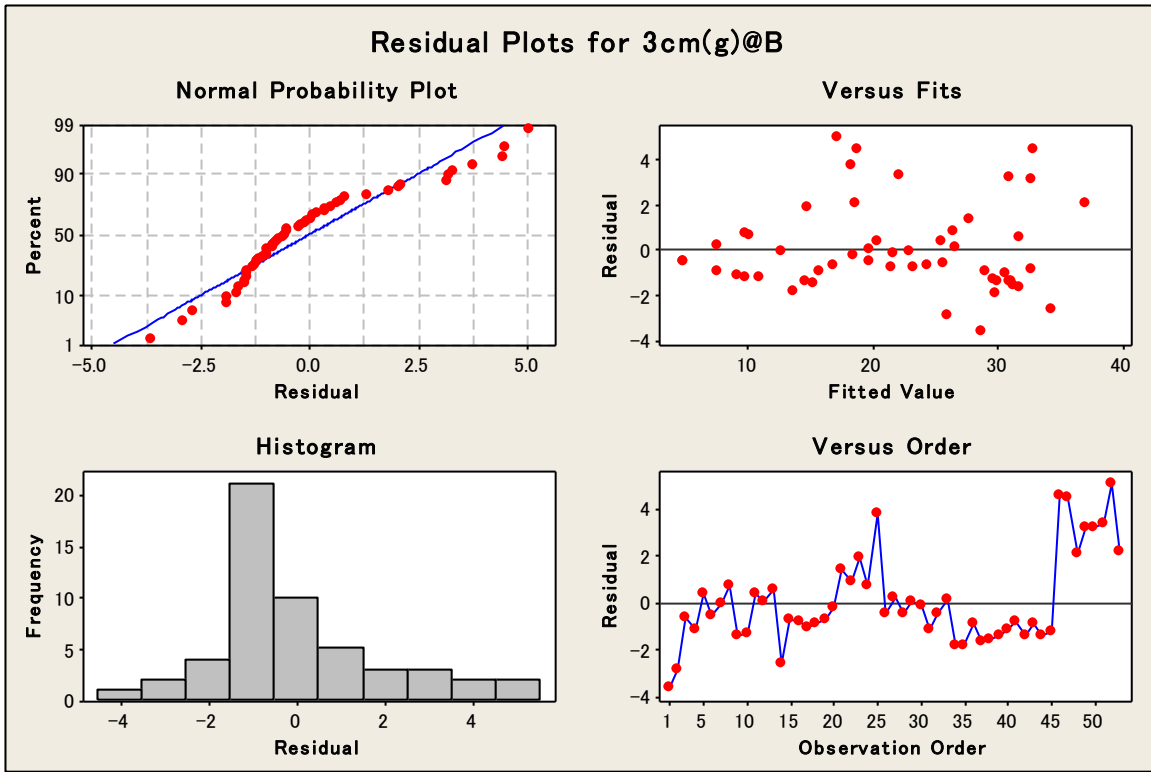 Residual Plots for 3cm(g)@B
Normal Probability Plot
Percent
99
90
50
10
1
-5.0 -2.5 0.0 2.5 5.0
Residual
Versus Fits
Residual
4
2
0
-2
-4
10 20 30 40
Fitted Value
Histogram
Frequency
20
15
10
5
0
-4 -2 0 2 4
Residual
Versus Order
Residual
4
2
0
-2
-4
1 5 10 15 20 25 30 35 40 45 50
Observation Order